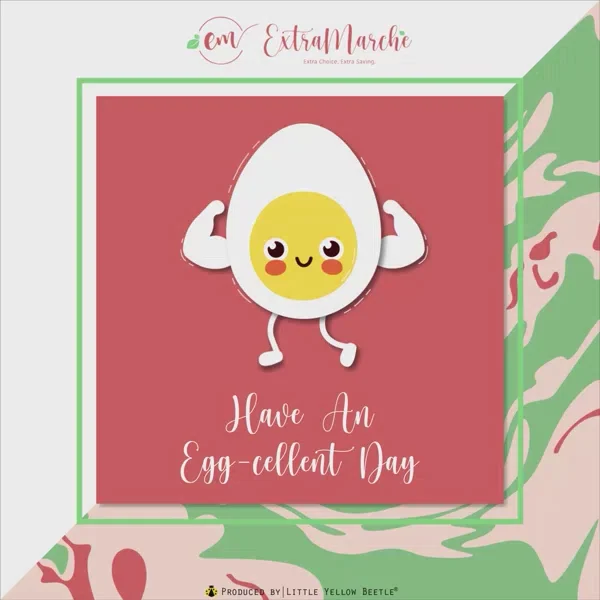 em ExtraMarche
Extra Choice. Extra Saving.
Have An
Egg-cellent Day
Produced by|Little Yellow Beetle®